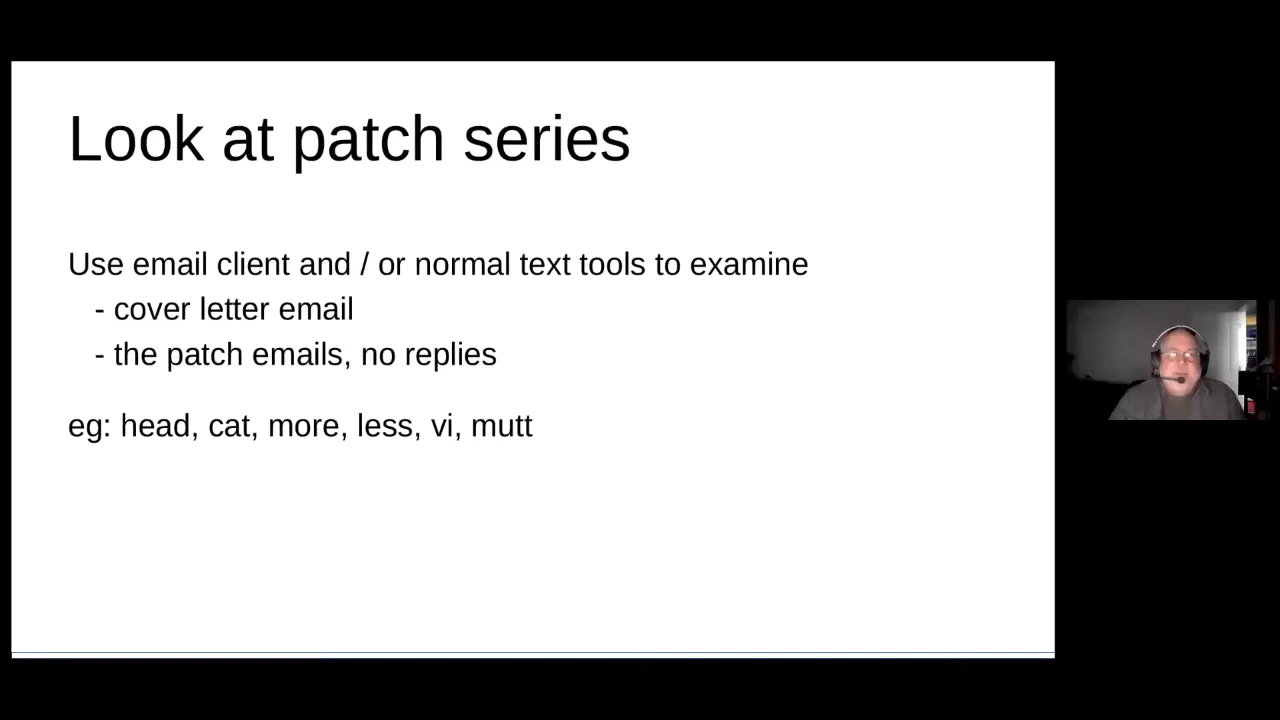 Look at patch series
Use email client and / or normal text tools to examine
- cover letter email
- the patch emails, no replies
eg: head, cat, more, less, vi, mutt